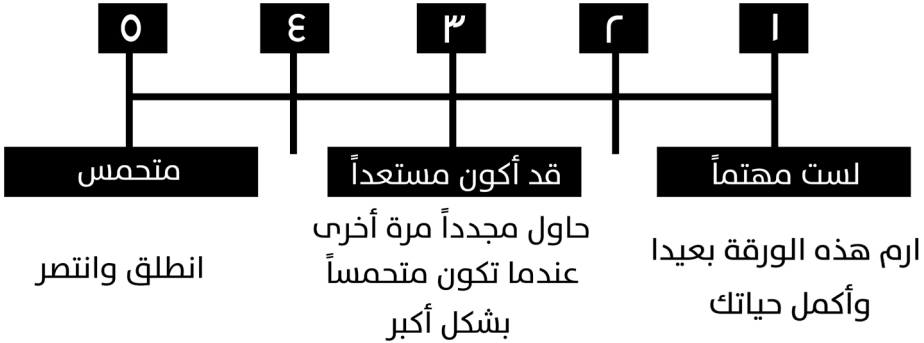 ١ ٢ ٣ ٤ ٥
لست مهتماً
ارم هذه الورقة بعيدا
وأكمل حياتك
قد أكون مستعداً
حاول مجدداً مرة أخرى
عندما تكون متحمساً
بشكل أكبر
متحمس
انطلق وانتصر